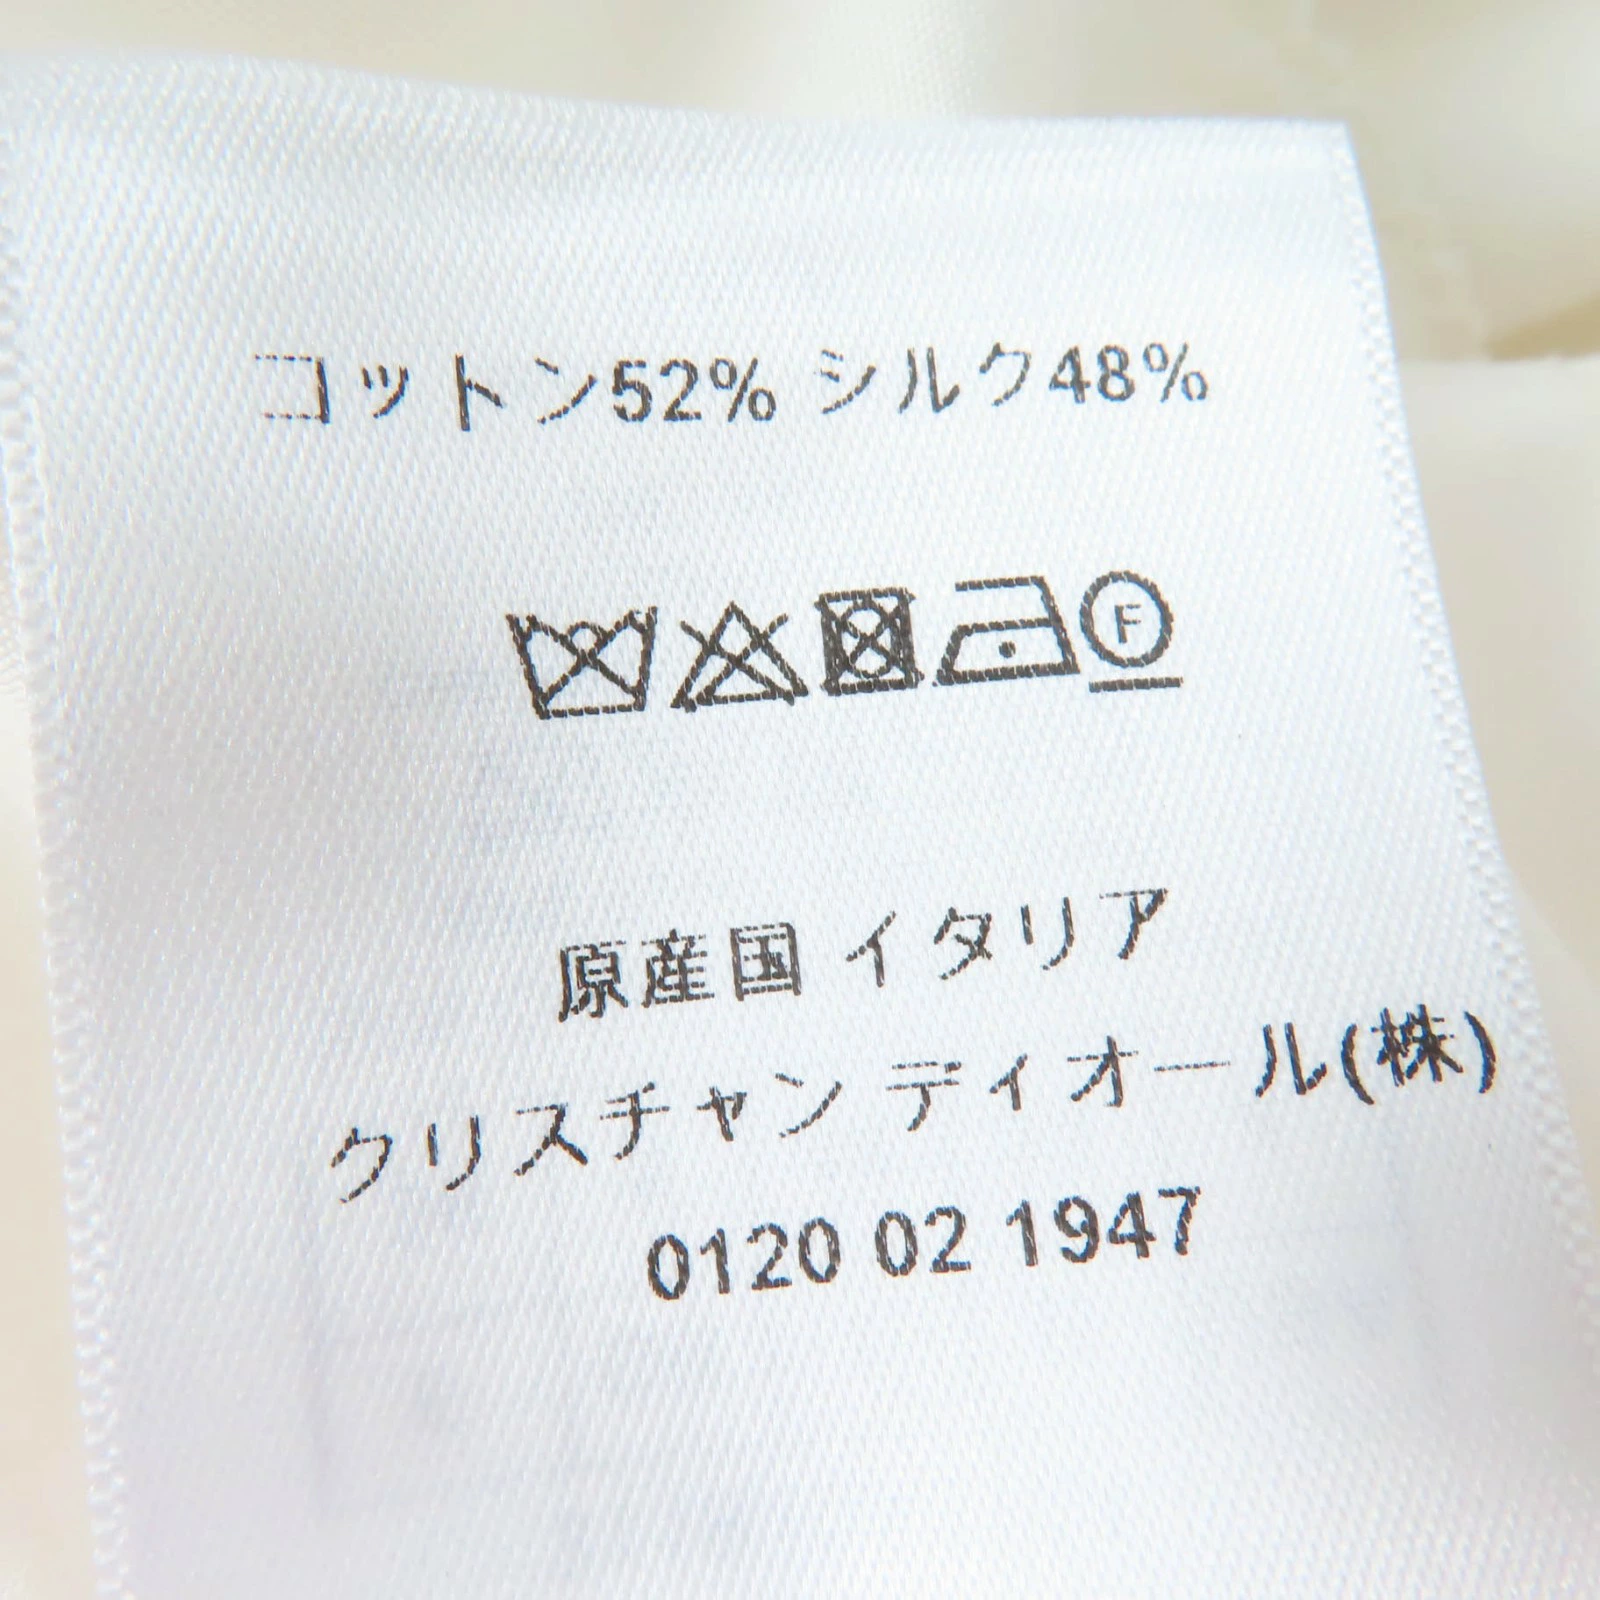 コットン52% シルク48%
F
原産国 イタリア
クリスチャン ディオール(株)
0120 02 1947